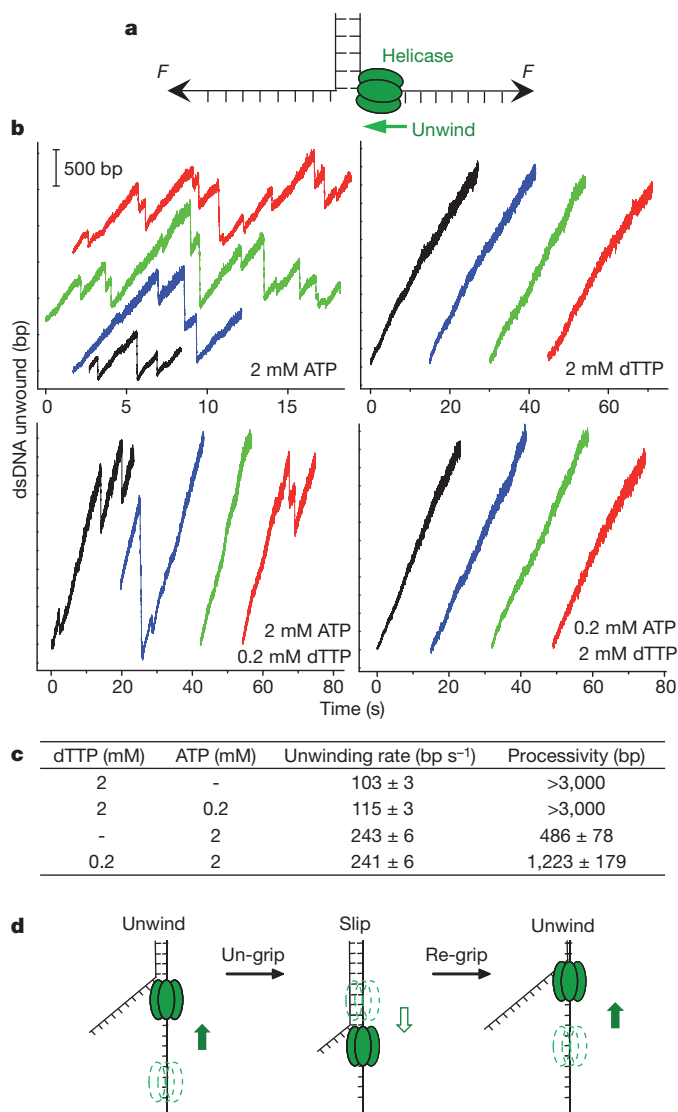 a
F
Helicase
F
Unwind
b
500 bp
2 mM ATP
2 mM dTTP
dsDNA unwound (bp)
0 5 10 15
0 20 40 60
2 mM ATP
0.2 mM dTTP
0.2 mM ATP
2 mM dTTP
0 20 40 60 80
0 20 40 60 80
Time (s)
c
dTTP (mM) ATP (mM) Unwinding rate (bp s⁻¹) Processivity (bp)
2 - 103 ± 3 >3,000
2 0.2 115 ± 3 >3,000
- 2 243 ± 6 486 ± 78
0.2 2 241 ± 6 1,223 ± 179
d
Unwind Slip Unwind
Un-grip Re-grip